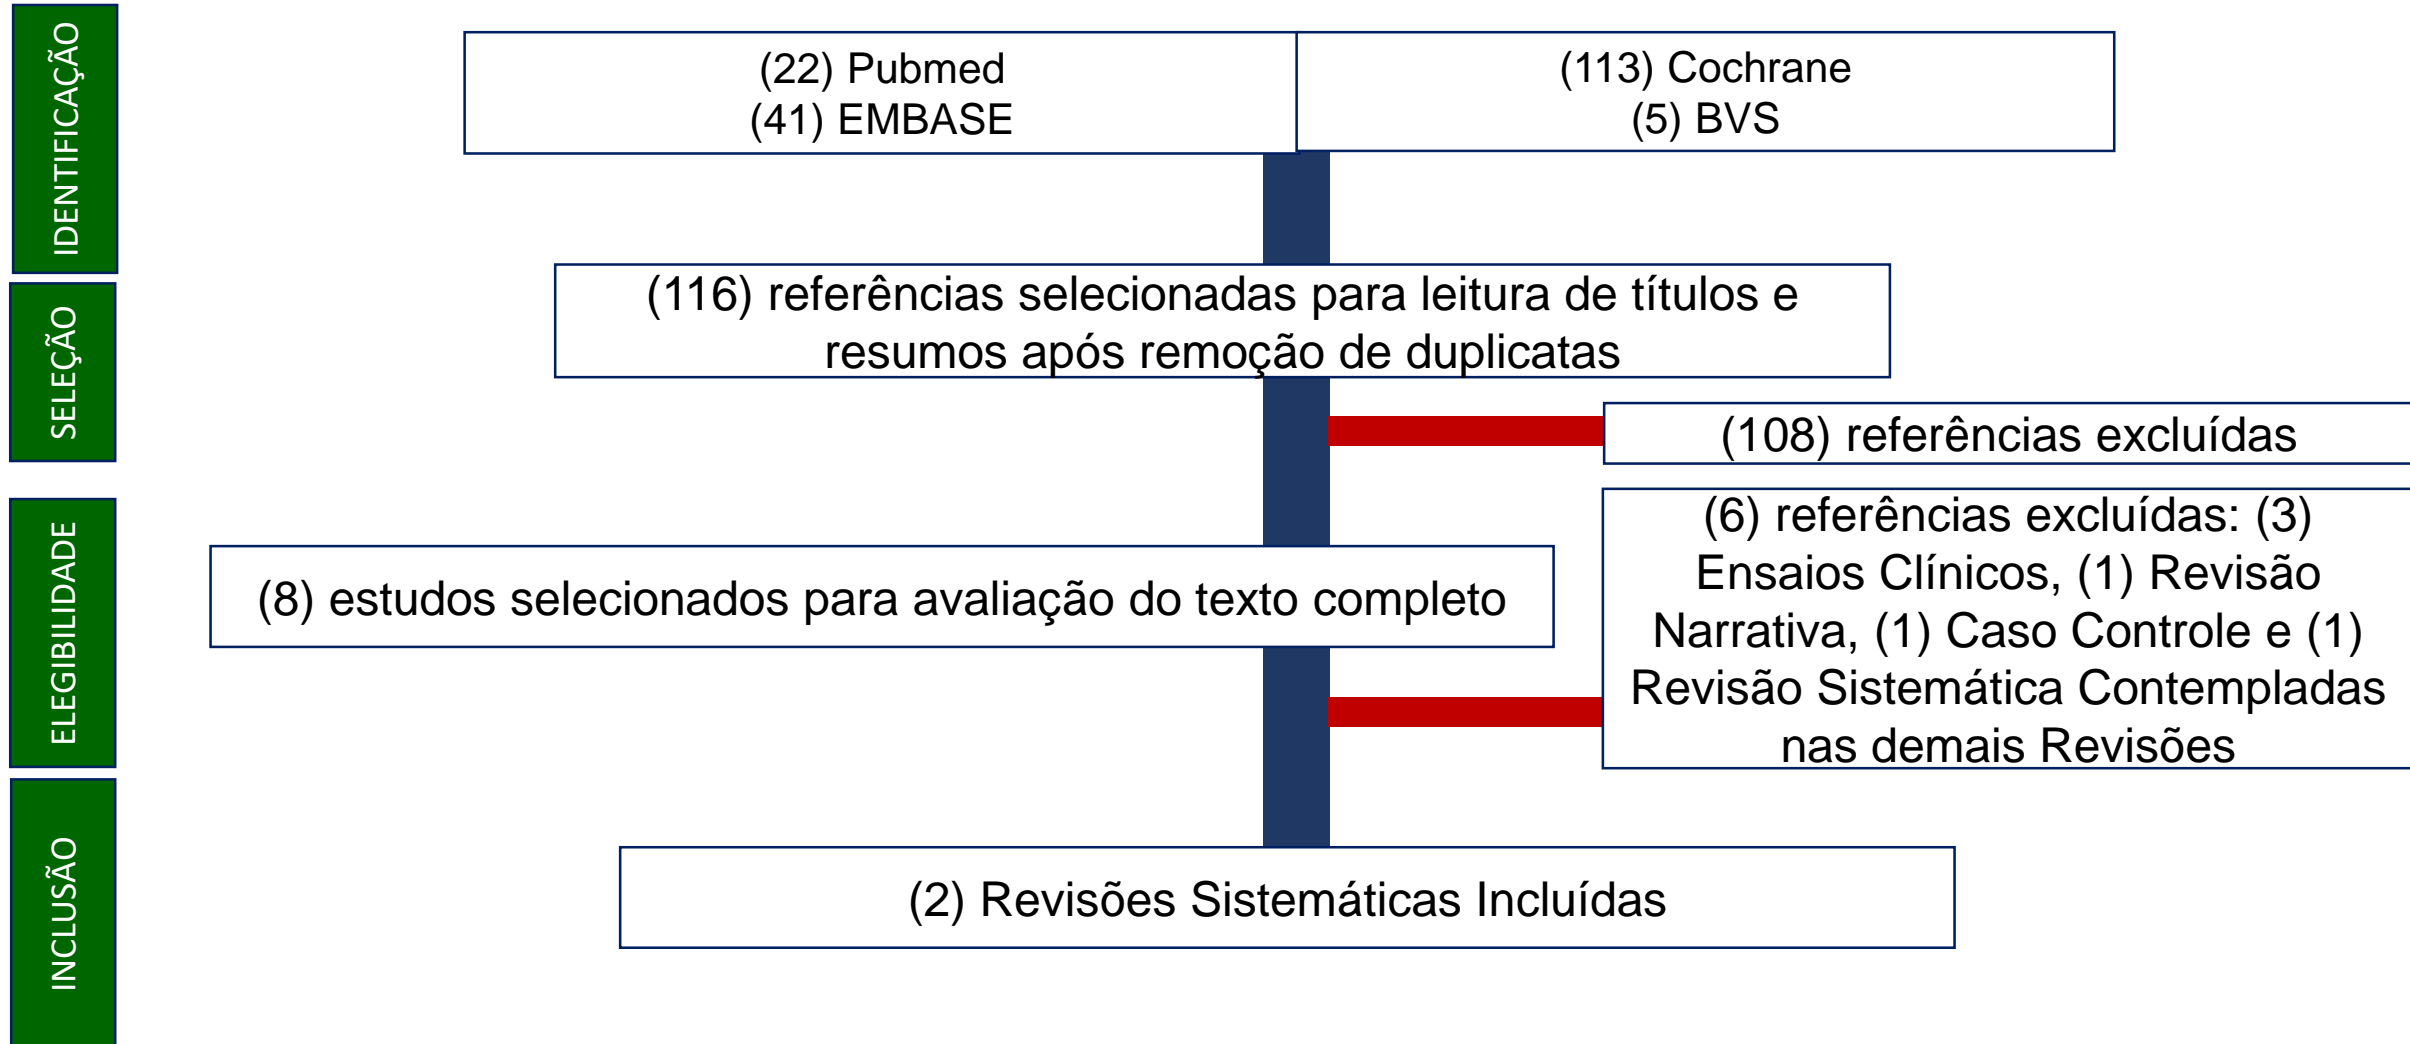 IDENTIFICAÇÃO
(22) Pubmed
(41) EMBASE
(113) Cochrane
(5) BVS
SELEÇÃO
(116) referências selecionadas para leitura de títulos e
resumos após remoção de duplicatas
(108) referências excluídas
ELEGIBILIDADE
(8) estudos selecionados para avaliação do texto completo
(6) referências excluídas: (3)
Ensaios Clínicos, (1) Revisão
Narrativa, (1) Caso Controle e (1)
Revisão Sistemática Contempladas
nas demais Revisões
INCLUSÃO
(2) Revisões Sistemáticas Incluídas